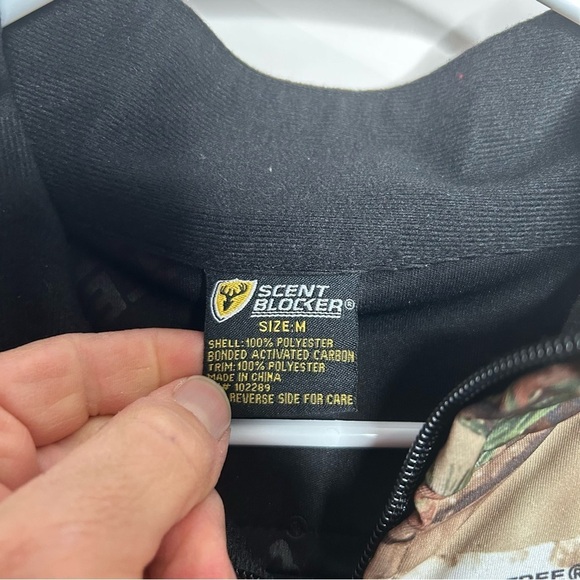 SCENT
BLOCKER®
SIZE:M
SHELL:100% POLYESTER
BONDED ACTIVATED CARBON
TRIM:100% POLYESTER
MADE IN CHINA
# 102289
REVERSE SIDE FOR CARE
REE®